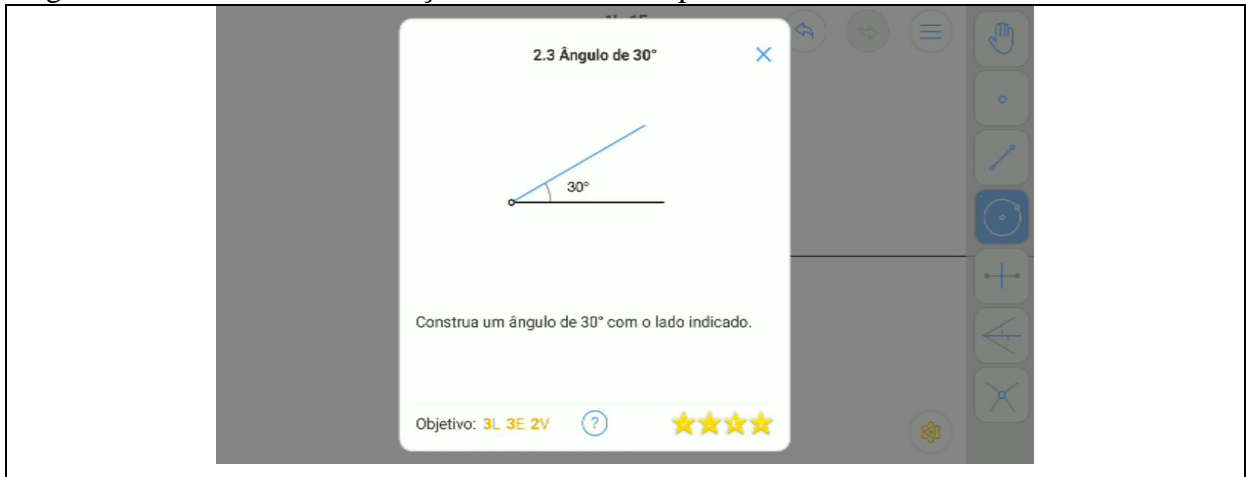 2.3 Ângulo de 30°
30°
Construa um ângulo de 30° com o lado indicado.
Objetivo: 3L 3E 2V ?